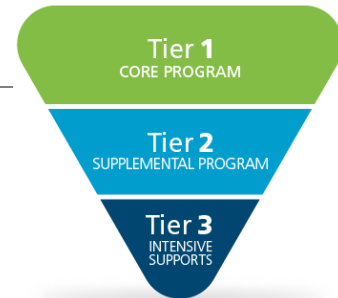 Tier 1
CORE PROGRAM
Tier 2
SUPPLEMENTAL PROGRAM
Tier 3
INTENSIVE
SUPPORTS